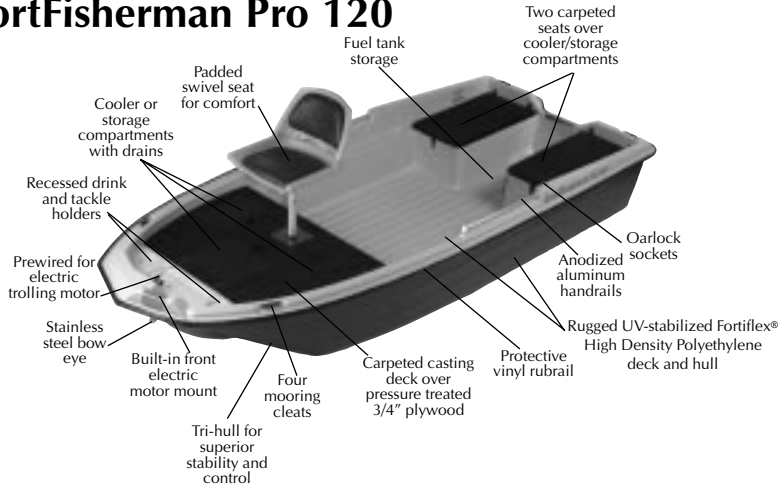 ortFisherman Pro 120
Two carpeted
seats over
cooler/storage
compartments
Fuel tank
storage
Padded
swivel seat
for comfort
Cooler or
storage
compartments
with drains
Recessed drink
and tackle
holders
Prewired for
electric
trolling motor
Stainless
steel bow
eye
Built-in front
electric
motor mount
Four
mooring
cleats
Tri-hull for
superior
stability and
control
Carpeted casting
deck over
pressure treated
3/4” plywood
Protective
vinyl rubrail
Anodized
aluminum
handrails
Oarlock
sockets
Rugged UV-stabilized Fortiflex®
High Density Polyethylene
deck and hull